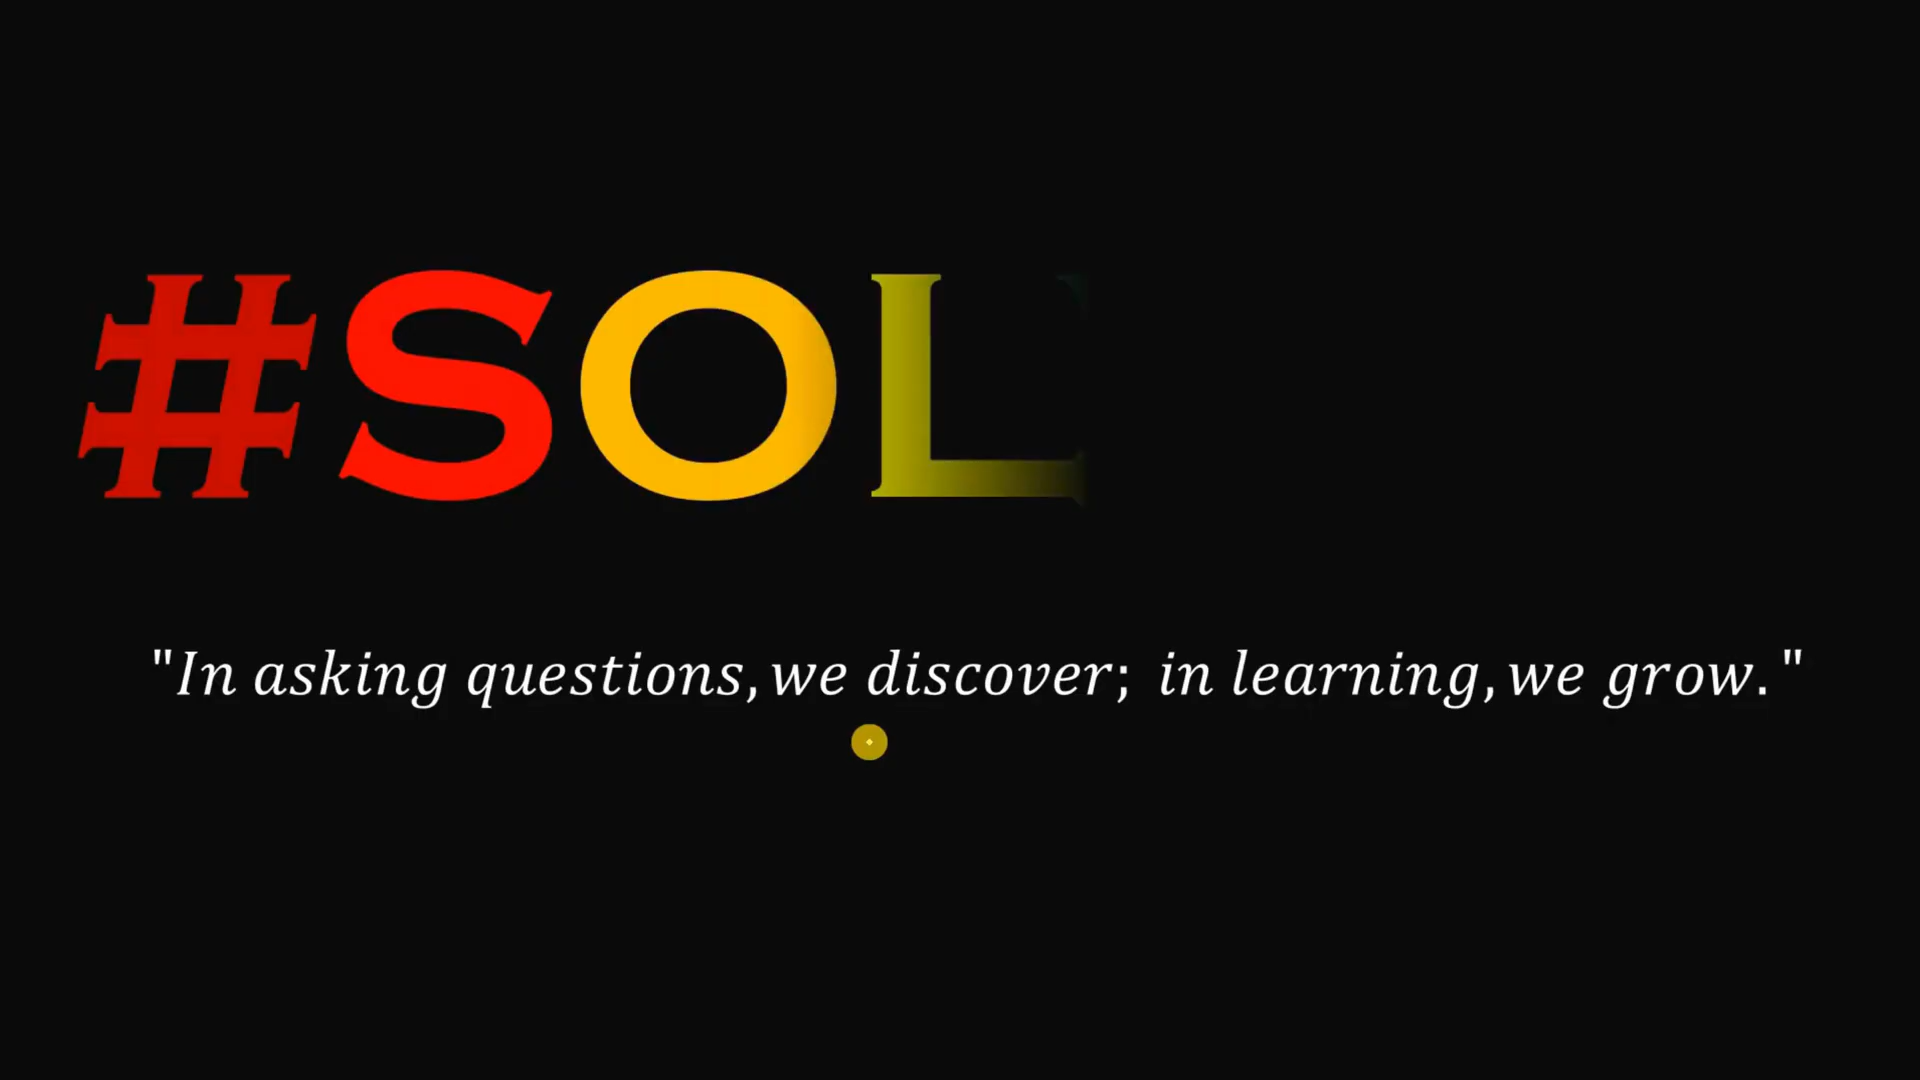 #SOL
"In asking questions, we discover; in learning, we grow."